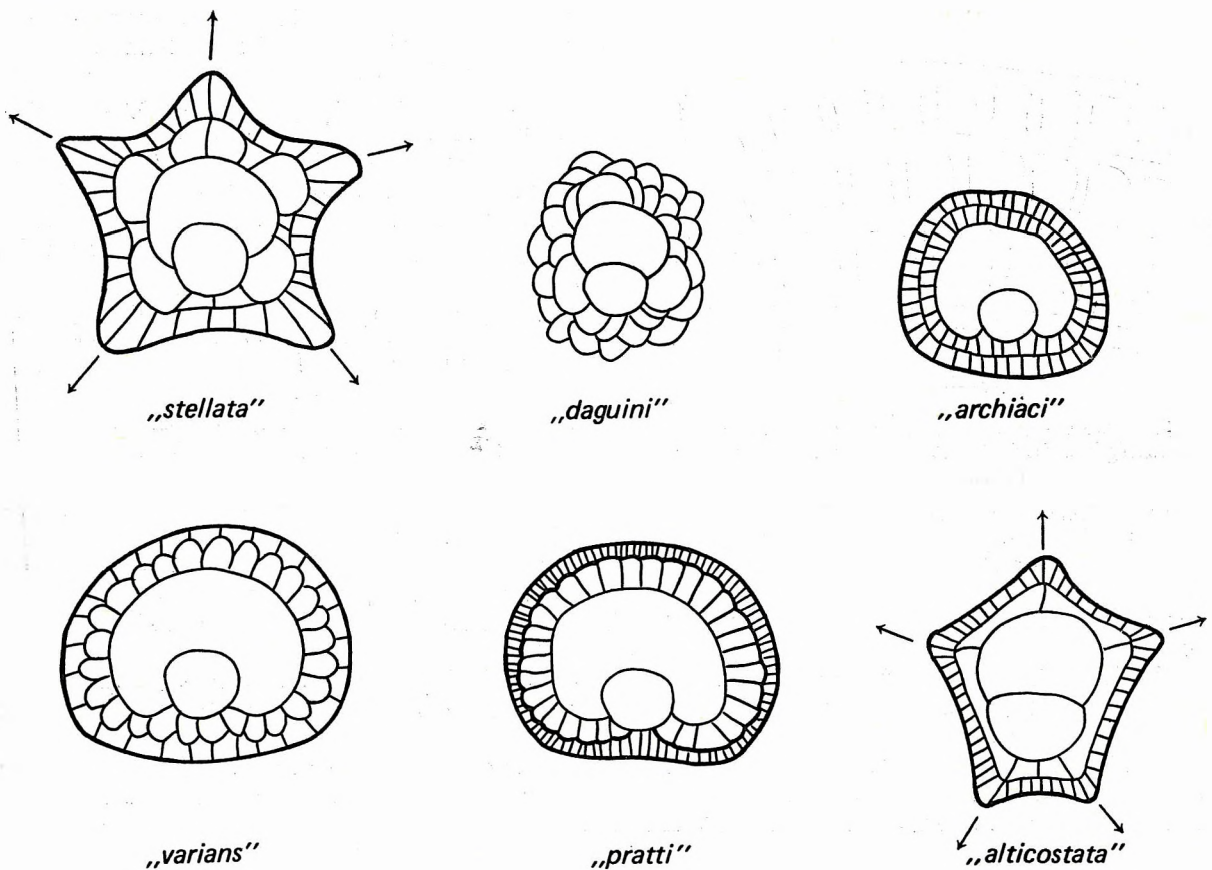 „stellata”
„daguini”
„archiaci”
„varians”
„pratti”
„alticostata”